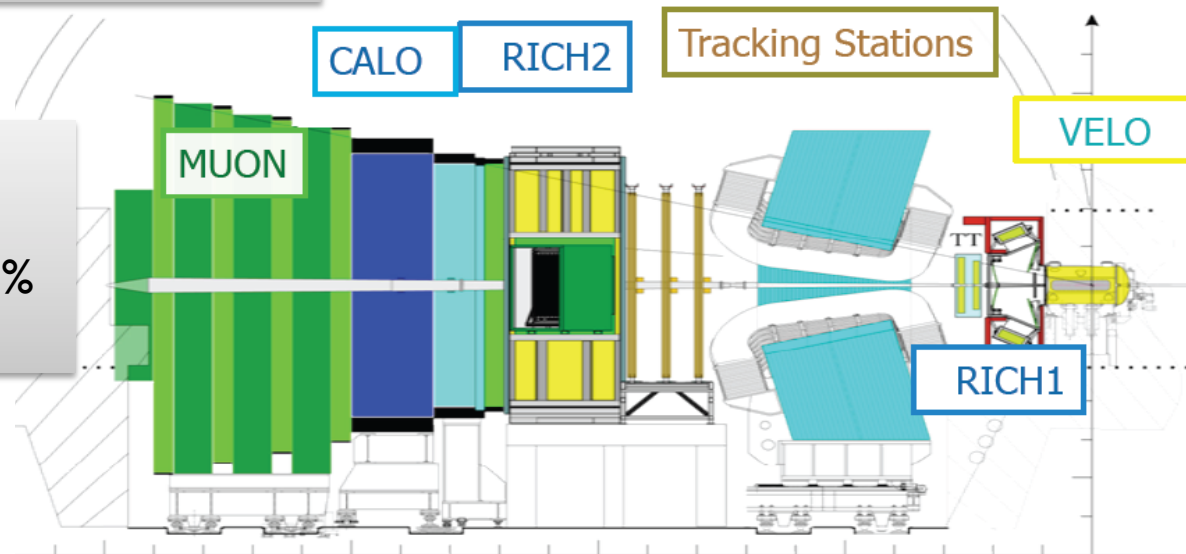 Tracking Stations
CALO
RICH2
VELO
MUON
TT
%
RICH1